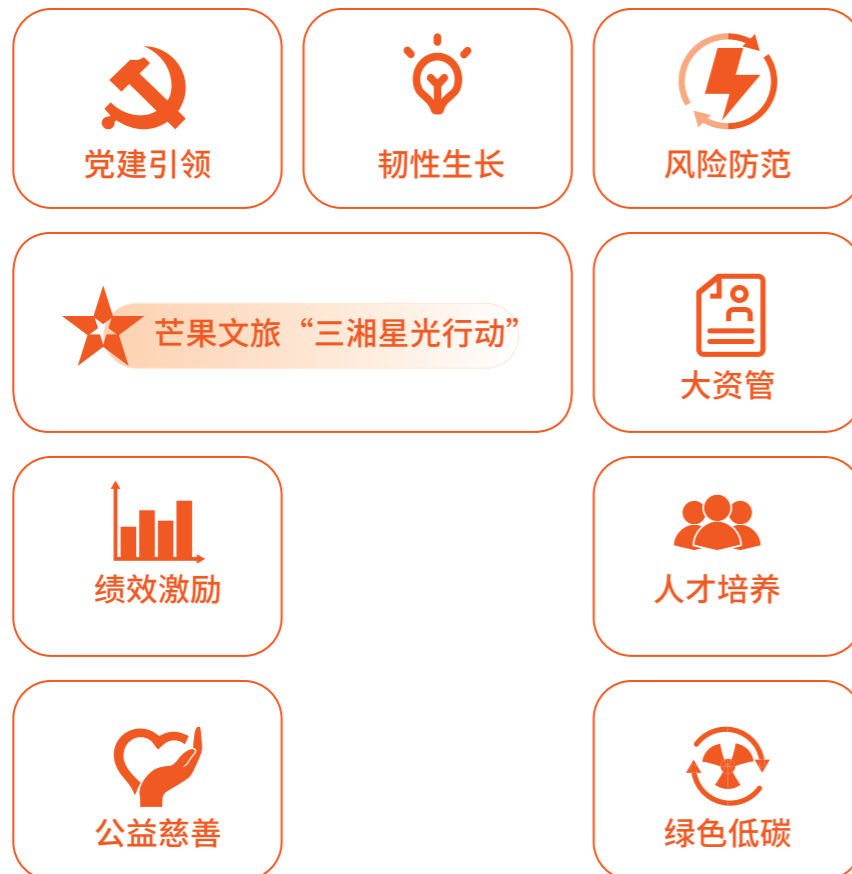 党建引领
韧性生长
风险防范
芒果文旅“三湘星光行动”
大资管
绩效激励
人才培养
公益慈善
绿色低碳